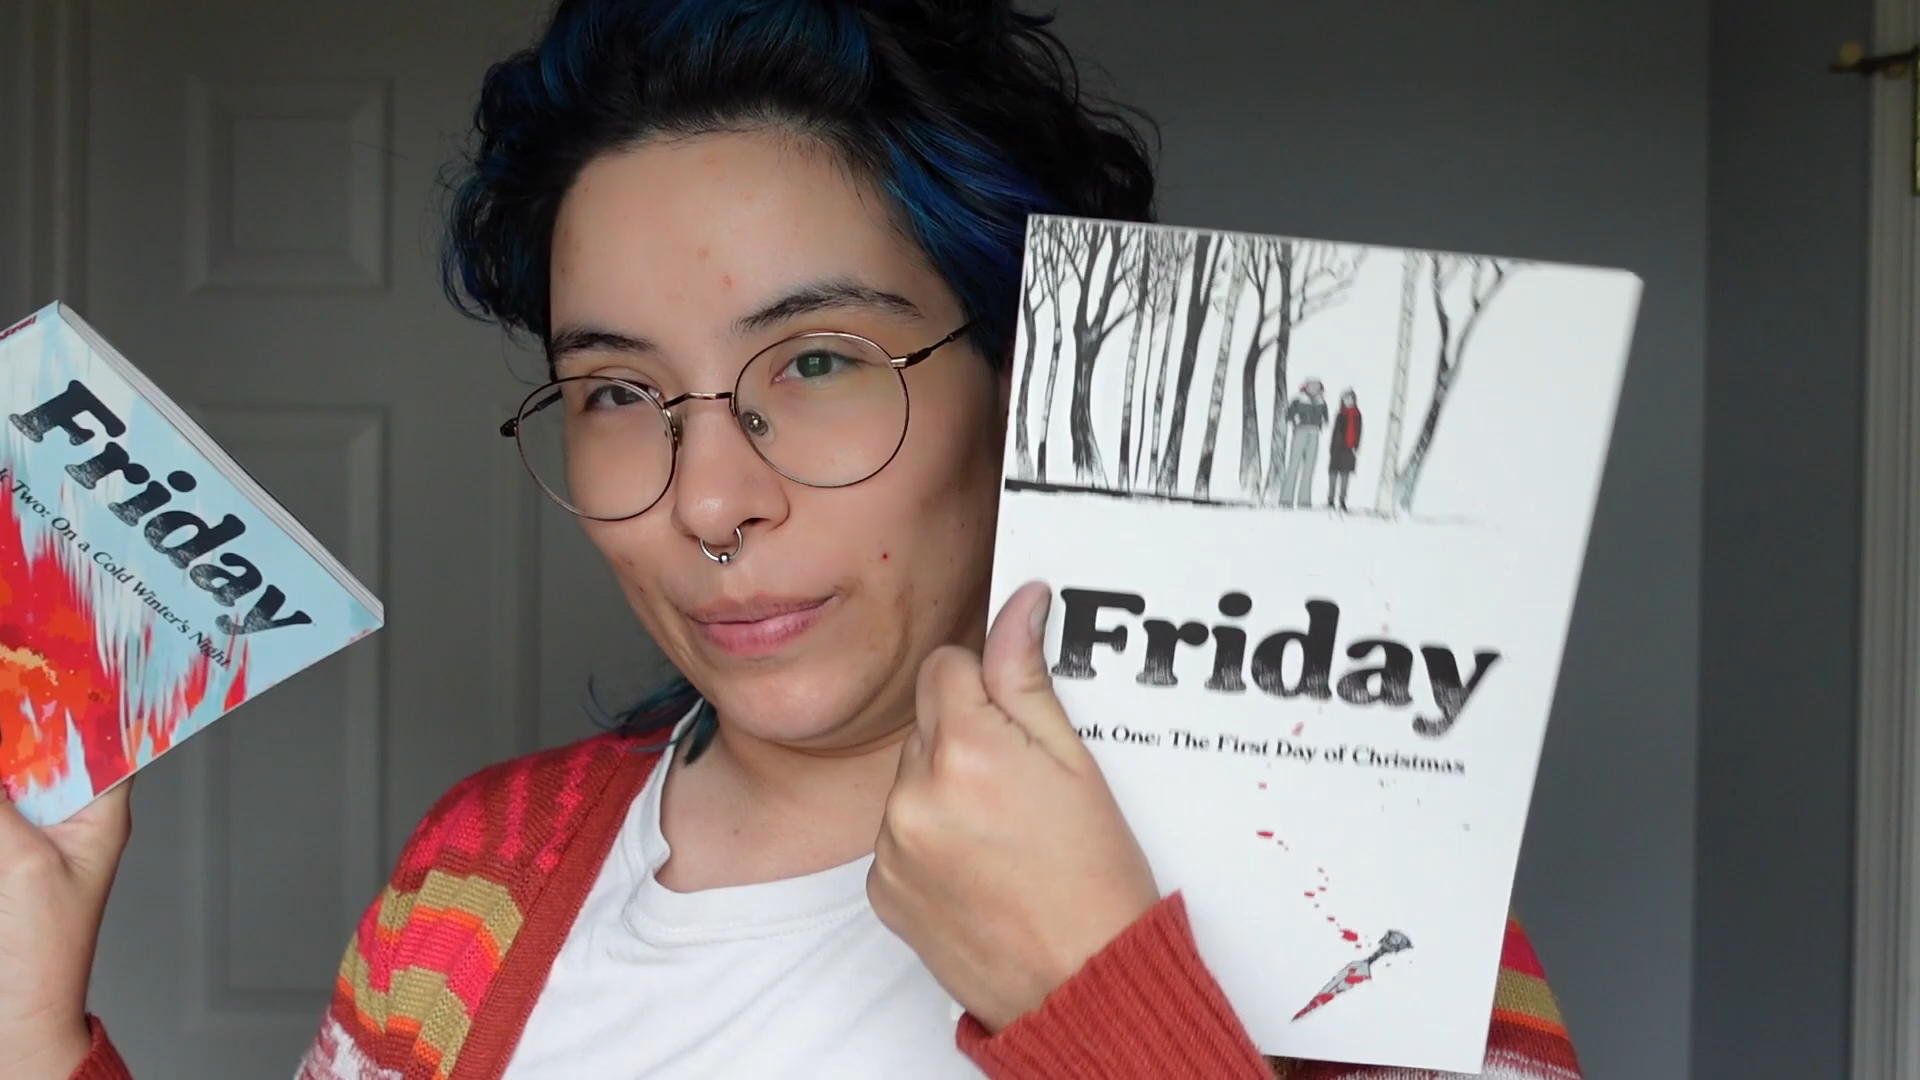 Friday
Two: On a Cold Winter's Night
Friday
ok One: The First Day of Christmas